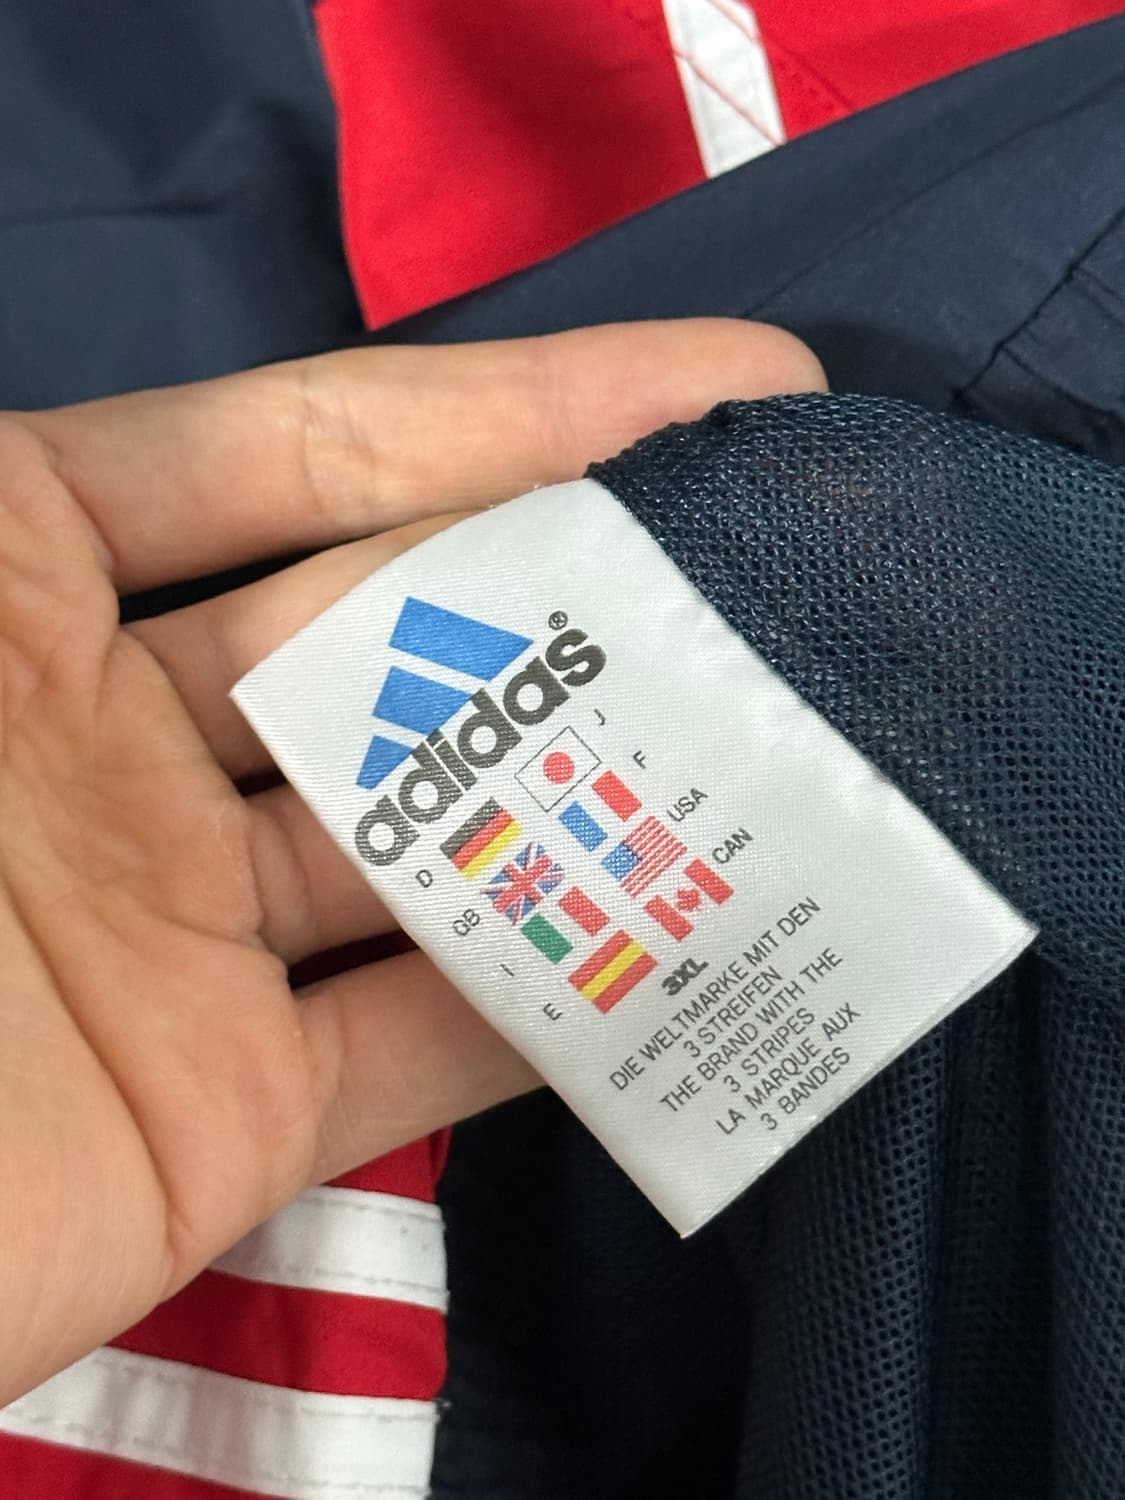 adidas®
J
F
USA
CAN
D
GB
I
E
3XL
DIE WELTMARKE MIT DEN
3 STREIFEN
THE BRAND WITH THE
3 STRIPES
LA MARQUE AUX
3 BANDES